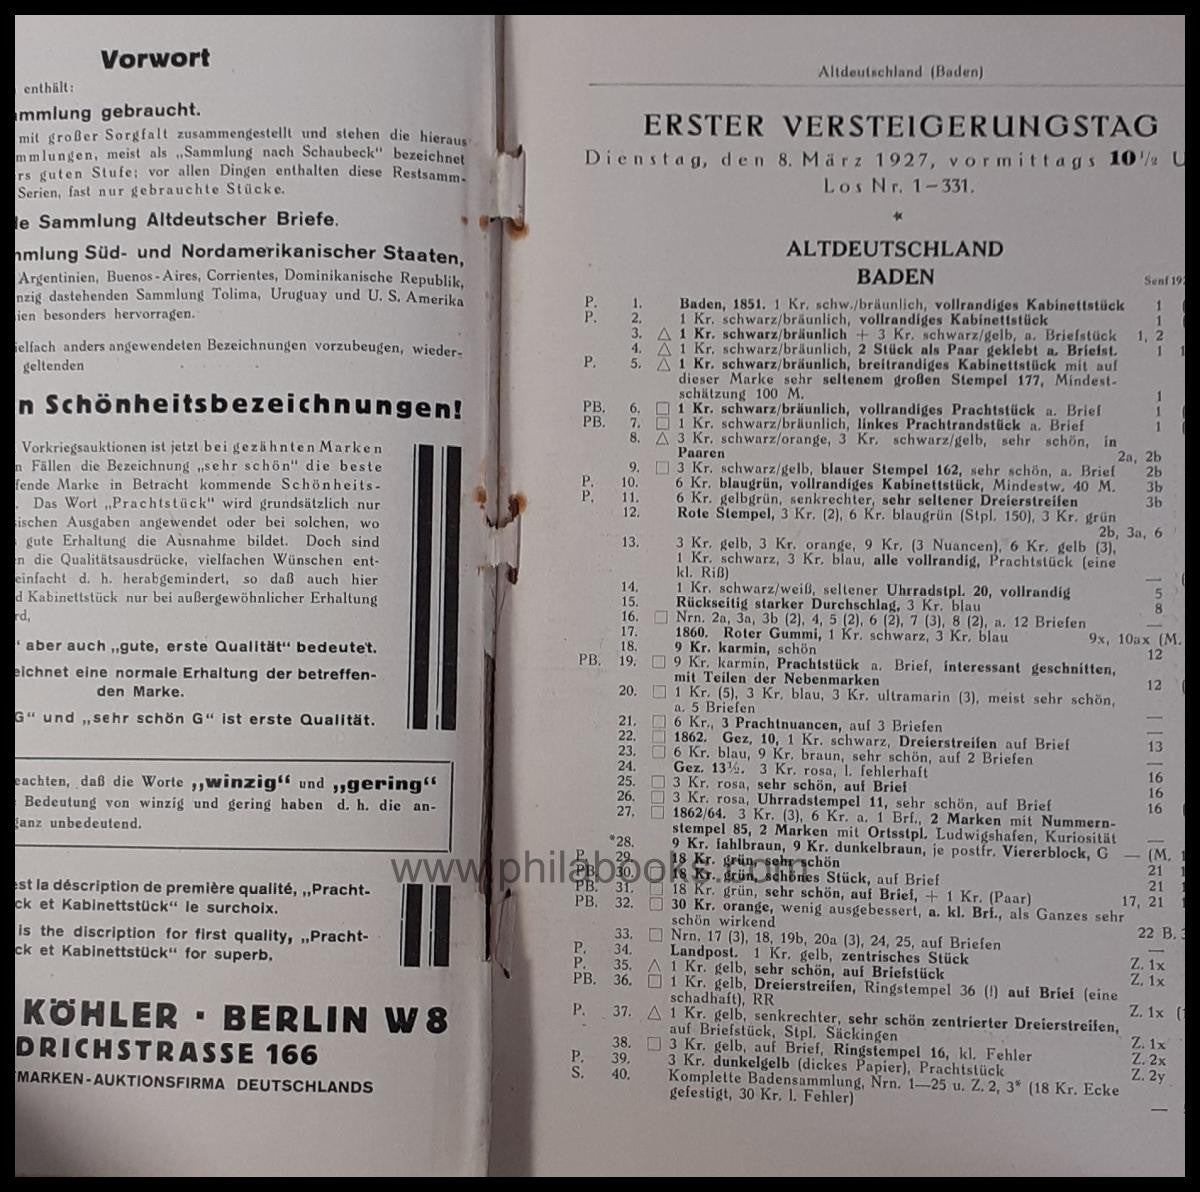 Vorwort
enthält:
mmlung gebraucht.
mit großer Sorgfalt zusammengestellt und stehen die hieraus
mmlungen, meist als „Sammlung nach Schaubeck“ bezeichnet
rs guten Stufe; vor allen Dingen enthalten diese Restsamm-
Serien, fast nur gebrauchte Stücke.
le Sammlung Altdeutscher Briefe.
mmlung Süd- und Nordamerikanischer Staaten,
Argentinien, Buenos-Aires, Corrientes, Dominikanische Republik,
nzig dastehenden Sammlung Tolima, Uruguay und U. S. Amerika
ien besonders hervorragen.
ielfach anders angewendeten Bezeichnungen vorzubeugen, wieder-
geltenden
n Schönheitsbezeichnungen!
Vorkriegsauktionen ist jetzt bei gezähnten Marken
n Fällen die Bezeichnung „sehr schön“ die beste
fende Marke in Betracht kommende Schönheits-
. Das Wort „Prachtstück“ wird grundsätzlich nur
ischen Ausgaben angewendet oder bei solchen, wo
gute Erhaltung die Ausnahme bildet. Doch sind
n die Qualitätsausdrücke, vielfachen Wünschen ent-
einfacht d. h. herabgemindert, so daß auch hier
d Kabinettstück nur bei außergewöhnlicher Erhaltung
rd,
“ aber auch „gute, erste Qualität“ bedeutet.
eichnet eine normale Erhaltung der betreffen-
den Marke.
G“ und „sehr schön G“ ist erste Qualität.
eachten, daß die Worte „winzig“ und „gering“
Bedeutung von winzig und gering haben d. h. die an-
ganz unbedeutend.
est la déscription de première qualité, „Pracht-
ck et Kabinettstück“ le surchoix.
is the discription for first quality, „Pracht-
ck et Kabinettstück“ for superb.
KÖHLER · BERLIN W 8
DRICHSTRASSE 166
MARKEN-AUKTIONSFIRMA DEUTSCHLANDS
Altdeutschland (Baden)
ERSTER VERSTEIGERUNGSTAG
Dienstag, den 8. März 1927, vormittags 10 1/2 U
Los Nr. 1–331.
*
ALTDEUTSCHLAND
BADEN
Senf 192
P. 1. Baden, 1851. 1 Kr. schw./bräunlich, vollrandiges Kabinettstück 1
P. 2. 1 Kr. schwarz/bräunlich, vollrandiges Kabinettstück 1
3. △ 1 Kr. schwarz/bräunlich + 3 Kr. schwarz/gelb, a. Briefstück 1, 2
4. △ 1 Kr. schwarz/bräunlich, 2 Stück als Paar geklebt a. Briefst. 1 1
P. 5. △ 1 Kr. schwarz/bräunlich, breitrandiges Kabinettstück mit auf
dieser Marke sehr seltenem großen Stempel 177, Mindest-
schätzung 100 M. 1
PB. 6. □ 1 Kr. schwarz/bräunlich, vollrandiges Prachtstück a. Brief 1
PB. 7. □ 1 Kr. schwarz/bräunlich, linkes Prachtrandstück a. Brief 1
8. △ 3 Kr. schwarz/orange, 3 Kr. schwarz/gelb, sehr schön, in
Paaren 2a, 2b
9. □ 3 Kr. schwarz/gelb, blauer Stempel 162, sehr schön, a. Brief 2b
P. 10. 6 Kr. blaugrün, vollrandiges Kabinettstück, Mindestw. 40 M. 3b
P. 11. 6 Kr. gelbgrün, senkrechter, sehr seltener Dreierstreifen 3b
12. Rote Stempel, 3 Kr. (2), 6 Kr. blaugrün (Stpl. 150), 3 Kr. grün
2b, 3a, 6
13. 3 Kr. gelb, 3 Kr. orange, 9 Kr. (3 Nuancen), 6 Kr. gelb (3),
1 Kr. schwarz, 3 Kr. blau, alle vollrandig, Prachtstück (eine
kl. Riß) —
14. 1 Kr. schwarz/weiß, seltener Uhrradstpl. 20, vollrandig 5
15. Rückseitig starker Durchschlag, 3 Kr. blau 8
16. □ Nrn. 2a, 3a, 3b (2), 4, 5 (2), 6 (2), 7 (3), 8 (2), a. 12 Briefen —
17. 1860. Roter Gummi, 1 Kr. schwarz, 3 Kr. blau 9x, 10ax (M.
18. 9 Kr. karmin, schön 12
PB. 19. □ 9 Kr. karmin, Prachtstück a. Brief, interessant geschnitten,
mit Teilen der Nebenmarken 12
20. □ 1 Kr. (5), 3 Kr. blau, 3 Kr. ultramarin (3), meist sehr schön,
a. 5 Briefen —
21. □ 6 Kr., 3 Prachtnuancen, auf 3 Briefen —
22. □ 1862. Gez, 10, 1 Kr. schwarz, Dreierstreifen auf Brief 13
23. □ 6 Kr. blau, 9 Kr. braun, sehr schön, auf 2 Briefen —
24. Gez. 13½. 3 Kr. rosa, l. fehlerhaft 16
25. □ 3 Kr. rosa, sehr schön, auf Brief 16
26. □ 3 Kr. rosa, Uhrradstempel 11, sehr schön, auf Brief 16
27. □ 1862/64. 3 Kr. (3), 6 Kr. a. 1 Brf., 2 Marken mit Nummern-
stempel 85, 2 Marken mit Ortsstpl. Ludwigshafen, Kuriosität —
*28. 9 Kr. fahlbraun, 9 Kr. dunkelbraun, je postfr. Viererblock, G — (M. 1
P. 29. 18 Kr. grün, sehr schön 21 1
PB. 30. □ 18 Kr. grün, schönes Stück, auf Brief 21 1
PB. 31. □ 18 Kr. grün, sehr schön, auf Brief, + 1 Kr. (Paar) 17, 21 1
PB. 32. □ 30 Kr. orange, wenig ausgebessert, a. kl. Brf., als Ganzes sehr
schön wirkend 22 B. 3
33. □ Nrn. 17 (3), 18, 19b, 20a (3), 24, 25, auf Briefen —
P. 34. Landpost. 1 Kr. gelb, zentrisches Stück Z. 1x
P. 35. △ 1 Kr. gelb, sehr schön, auf Briefstück Z. 1x
PB. 36. □ 1 Kr. gelb, Dreierstreifen, Ringstempel 36 (!) auf Brief (eine
schadhaft), RR Z. 1x (1
P. 37. △ 1 Kr. gelb, senkrechter, sehr schön zentrierter Dreierstreifen,
auf Briefstück, Stpl. Säckingen Z. 1x
38. □ 3 Kr. gelb, auf Brief, Ringstempel 16, kl. Fehler Z. 2x
P. 39. 3 Kr. dunkelgelb (dickes Papier), Prachtstück Z. 2y
S. 40. Komplette Badensammlung, Nrn. 1—25 u. Z. 2, 3* (18 Kr. Ecke
gefestigt, 30 Kr. l. Fehler) —
www.philabooks.com